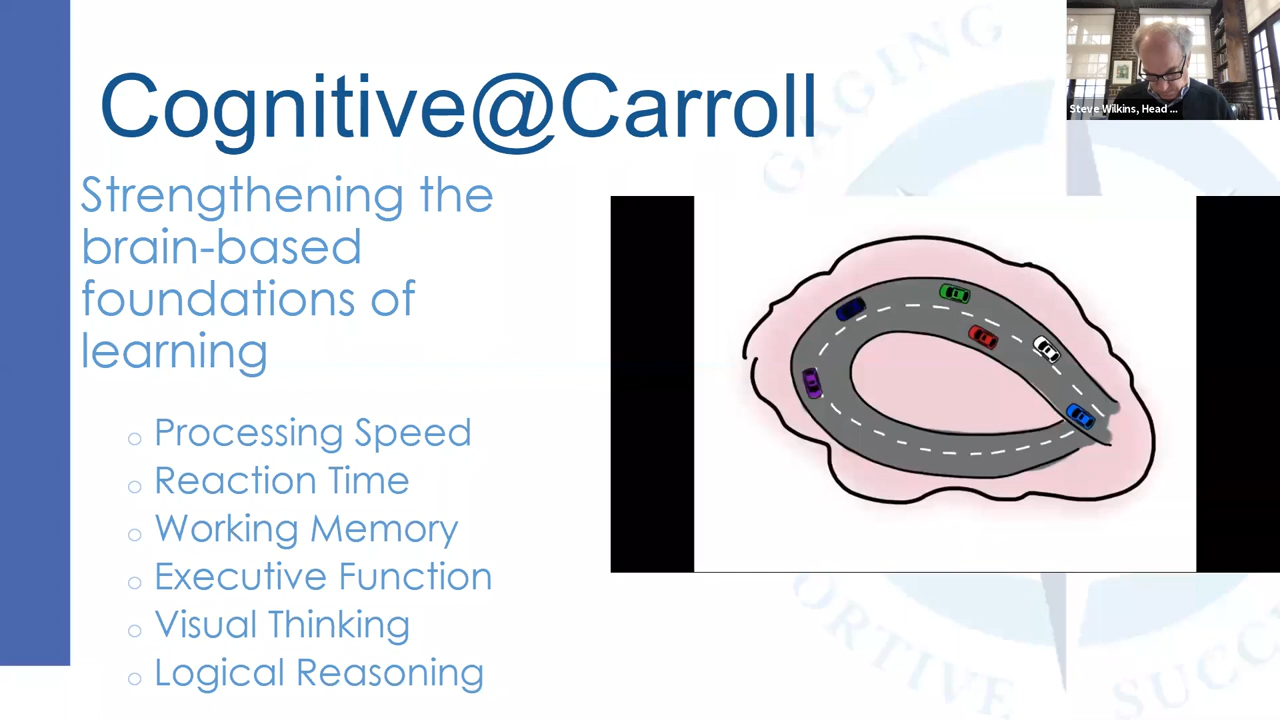 Cognitive@Carroll
Steve Wilkins, Head ...
Strengthening the
brain-based
foundations of
learning
Processing Speed
Reaction Time
Working Memory
Executive Function
Visual Thinking
Logical Reasoning